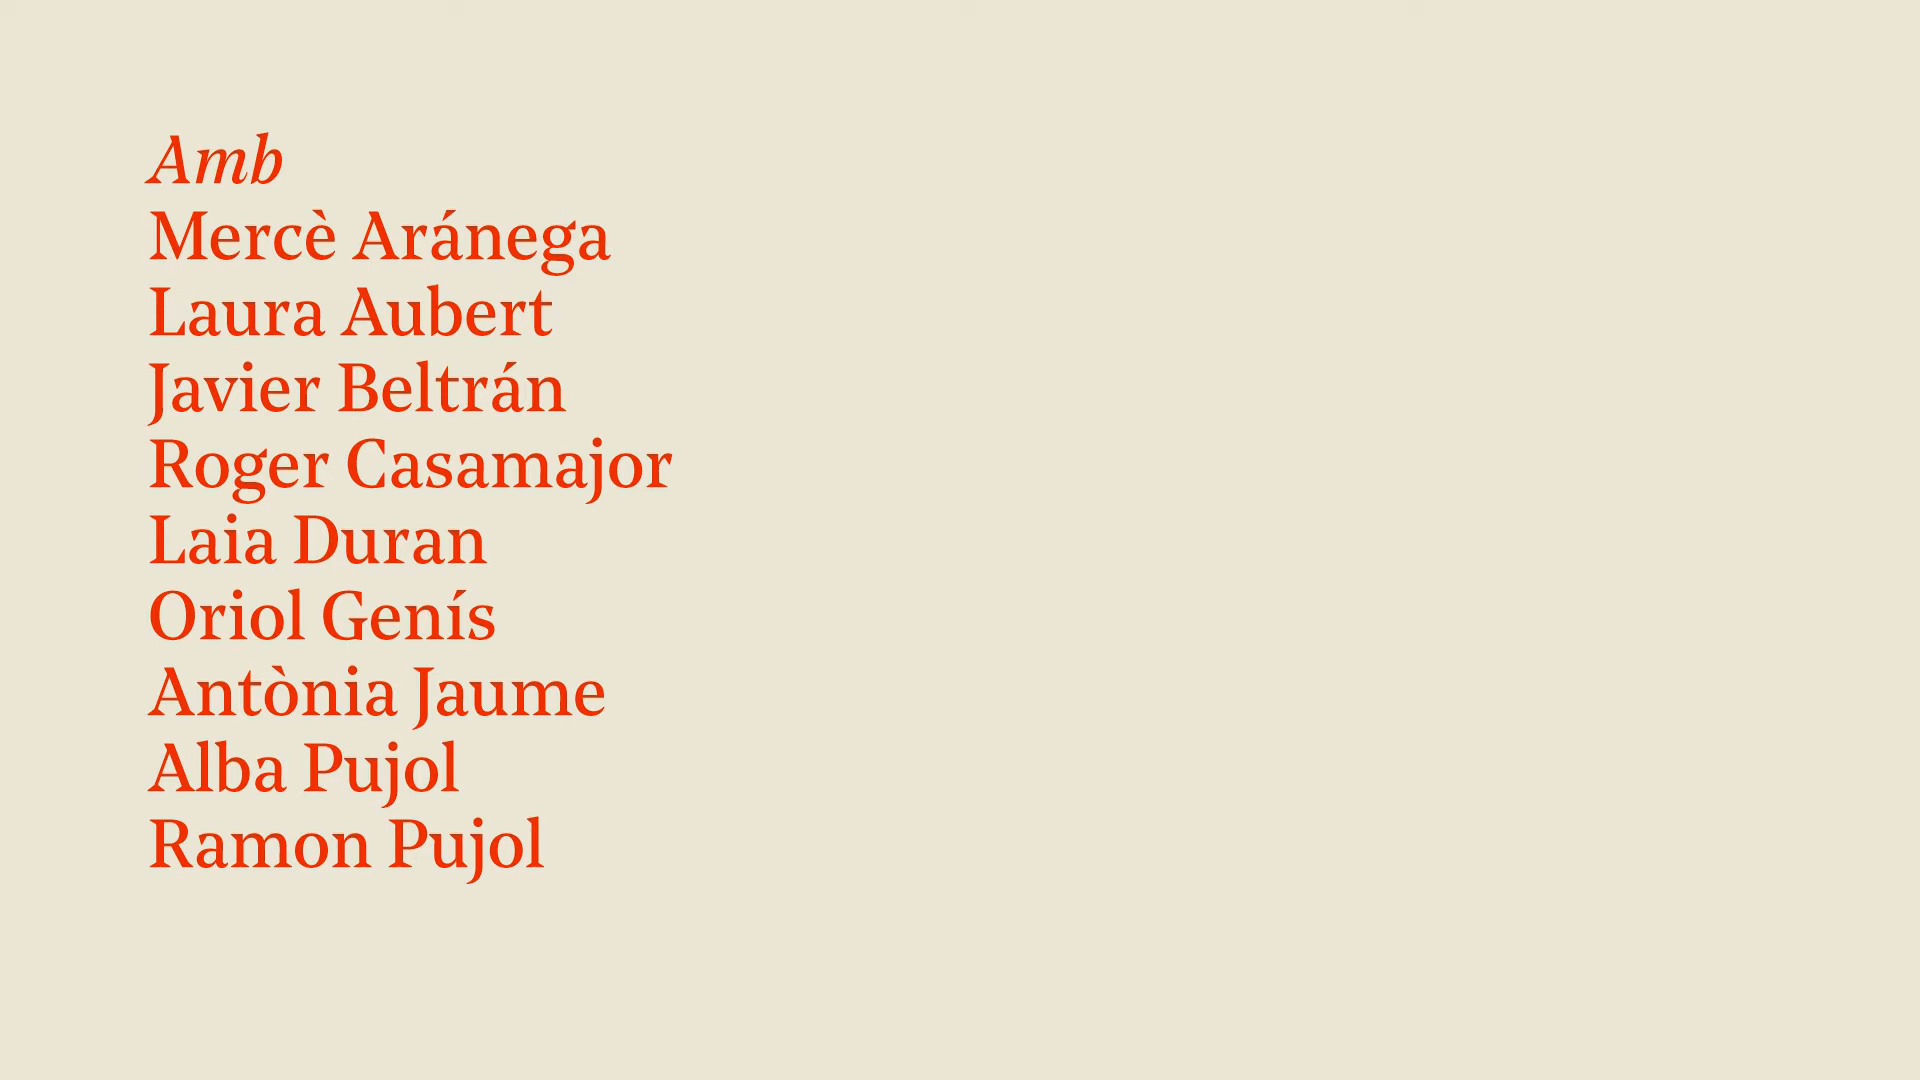 Amb
Mercè Aránega
Laura Aubert
Javier Beltrán
Roger Casamajor
Laia Duran
Oriol Genís
Antònia Jaume
Alba Pujol
Ramon Pujol